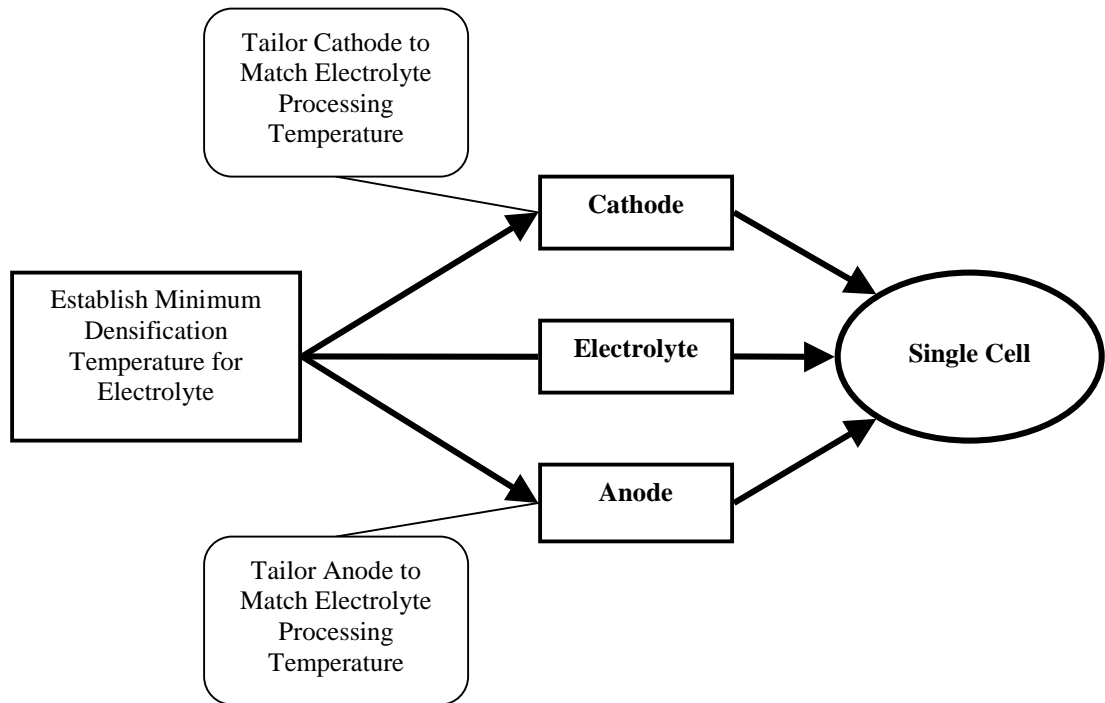 Tailor Cathode to
Match Electrolyte
Processing
Temperature
Cathode
Establish Minimum
Densification
Temperature for
Electrolyte
Electrolyte
Single Cell
Anode
Tailor Anode to
Match Electrolyte
Processing
Temperature